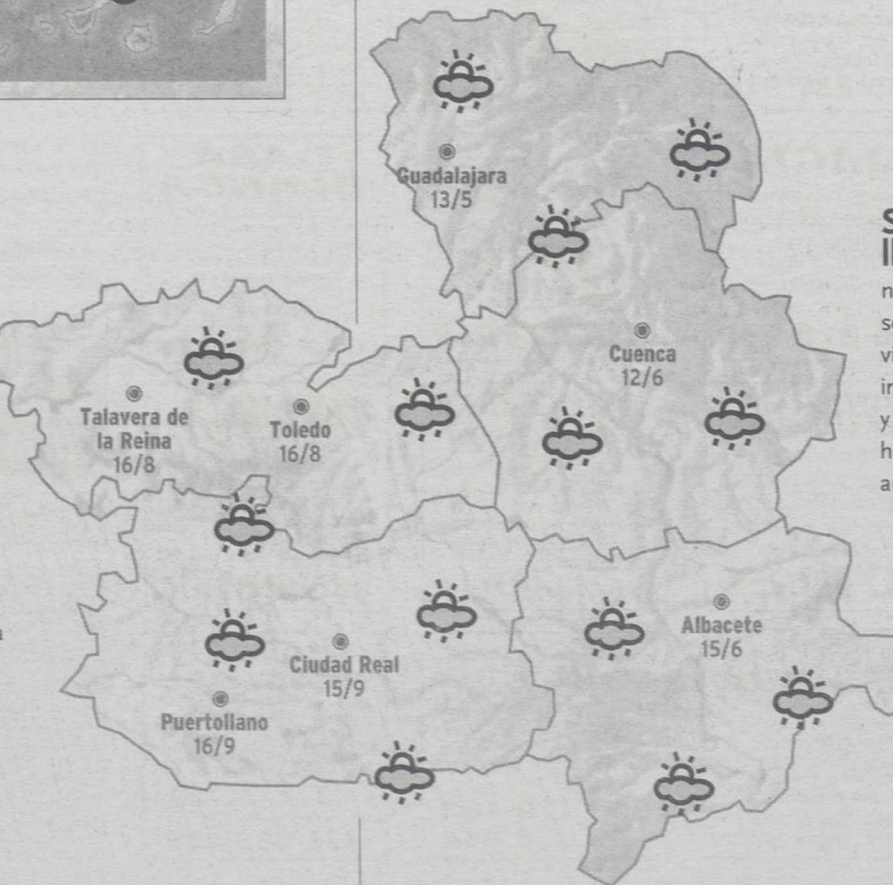 Guadalajara
13/5
Cuenca
12/6
Talavera de
la Reina
16/8
Toledo
16/8
Ciudad Real
15/9
Puertollano
16/9
Albacete
15/6